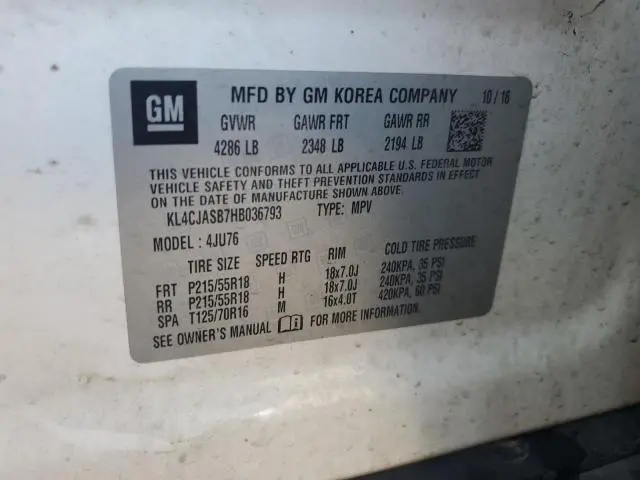 GM
MFD BY GM KOREA COMPANY 10/16
GVWR GAWR FRT GAWR RR
4286 LB 2348 LB 2194 LB
THIS VEHICLE CONFORMS TO ALL APPLICABLE U.S. FEDERAL MOTOR
VEHICLE SAFETY AND THEFT PREVENTION STANDARDS IN EFFECT
ON THE DATE OF MANUFACTURE SHOWN ABOVE.
KL4CJASB7HB036793 TYPE: MPV
MODEL : 4JU76
TIRE SIZE SPEED RTG RIM COLD TIRE PRESSURE
FRT P215/55R18 H 18x7.0J 240KPA, 35 PSI
RR P215/55R18 H 18x7.0J 240KPA, 35 PSI
SPA T125/70R16 M 16x4.0T 420KPA, 60 PSI
SEE OWNER'S MANUAL FOR MORE INFORMATION.